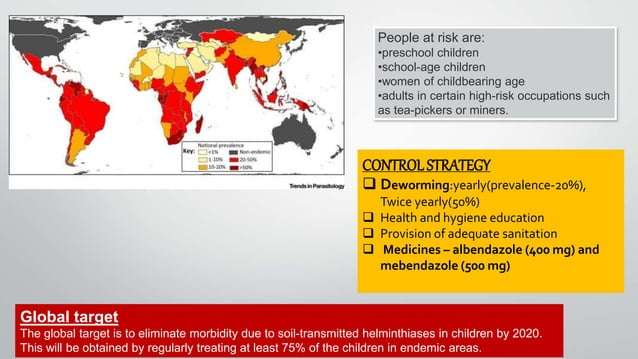 People at risk are:
•preschool children
•school-age children
•women of childbearing age
•adults in certain high-risk occupations such
as tea-pickers or miners.
National prevalence
Key:
<1%
Non-endemic
1-10%
20-50%
10-20%
>50%
Trends in Parasitology
CONTROL STRATEGY
❑ Deworming:yearly(prevalence-20%),
Twice yearly(50%)
❑ Health and hygiene education
❑ Provision of adequate sanitation
❑ Medicines – albendazole (400 mg) and
mebendazole (500 mg)
Global target
The global target is to eliminate morbidity due to soil-transmitted helminthiases in children by 2020.
This will be obtained by regularly treating at least 75% of the children in endemic areas.